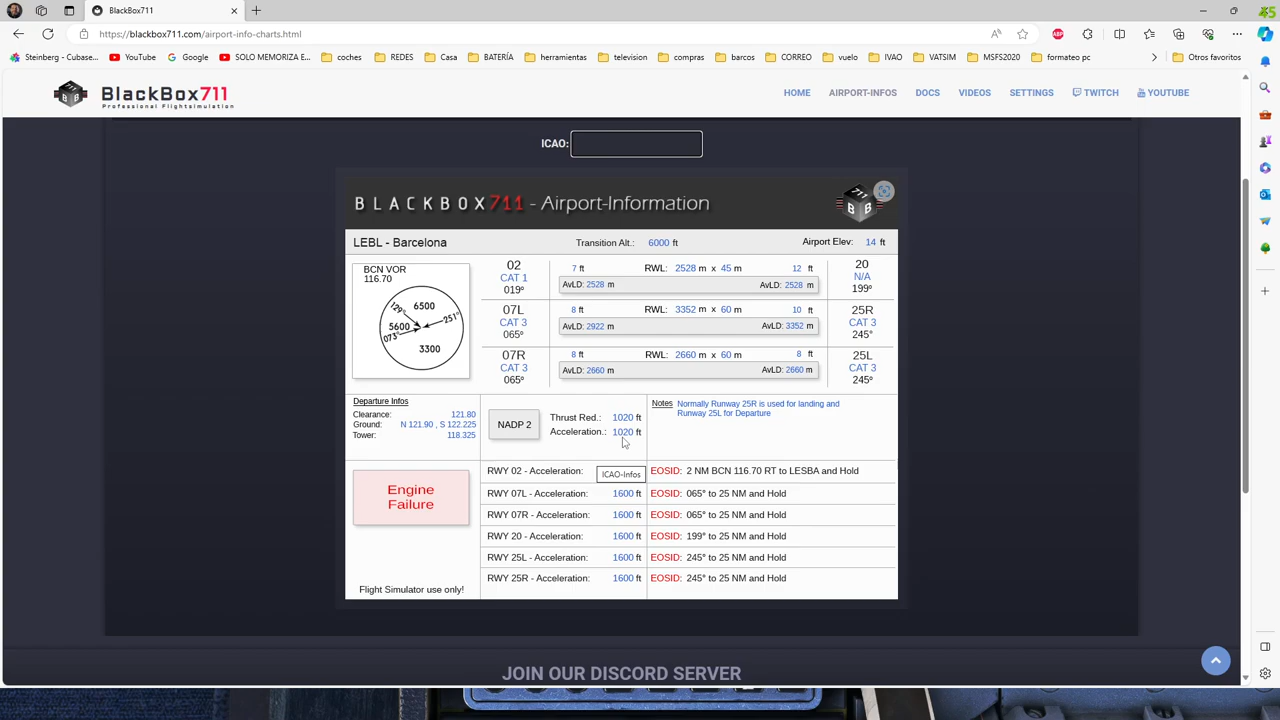 BlackBox711
45
https://blackbox711.com/airport-info-charts.html
Steinberg - Cubase... YouTube Google SOLO MEMORIZA E... coches REDES Casa BATERÍA herramientas television compras barcos CORREO vuelo IVAO VATSIM MSFS2020 formateo pc Otros favoritos
BLACKBOX711
Professional Flightsimulation
HOME AIRPORT-INFOS DOCS VIDEOS SETTINGS TWITCH YOUTUBE
ICAO:
BLACKBOX711 - Airport-Information
LEBL - Barcelona Transition Alt.: 6000 ft Airport Elev: 14 ft
BCN VOR
116.70
129°
6500
251°
5600
073°
3300
02
CAT 1
019º
7 ft RWL: 2528 m x 45 m 12 ft
AvLD: 2528 m AvLD: 2528 m
20
N/A
199º
07L
CAT 3
065º
8 ft RWL: 3352 m x 60 m 10 ft
AvLD: 2922 m AvLD: 3352 m
25R
CAT 3
245º
07R
CAT 3
065º
8 ft RWL: 2660 m x 60 m 8 ft
AvLD: 2660 m AvLD: 2660 m
25L
CAT 3
245º
Departure Infos
Clearance: 121.80
Ground: N 121.90 , S 122.225
Tower: 118.325
NADP 2
Thrust Red.: 1020 ft
Acceleration.: 1020 ft
Notes Normally Runway 25R is used for landing and
Runway 25L for Departure
Engine
Failure
Flight Simulator use only!
RWY 02 - Acceleration: EOSID: 2 NM BCN 116.70 RT to LESBA and Hold
ICAO-Infos
RWY 07L - Acceleration: 1600 ft EOSID: 065° to 25 NM and Hold
RWY 07R - Acceleration: 1600 ft EOSID: 065° to 25 NM and Hold
RWY 20 - Acceleration: 1600 ft EOSID: 199° to 25 NM and Hold
RWY 25L - Acceleration: 1600 ft EOSID: 245° to 25 NM and Hold
RWY 25R - Acceleration: 1600 ft EOSID: 245° to 25 NM and Hold
JOIN OUR DISCORD SERVER